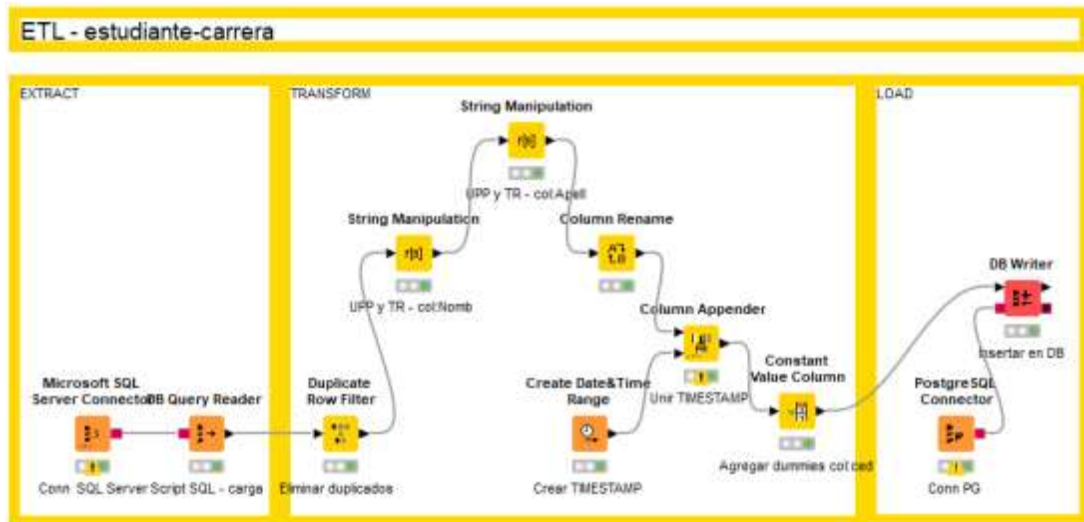 ETL - estudiante-carrera
EXTRACT
TRANSFORM
LOAD
String Manipulation
UPP y TR - col:Apell
String Manipulation
UPP y TR - col:Nomb
Column Rename
DB Writer
Insertar en DB
Column Appender
Unir TIMESTAMP
Microsoft SQL
Server Connector
Conn SQL Server
DB Query Reader
Script SQL - carga
Duplicate
Row Filter
Eliminar duplicados
Create Date&Time
Range
Crear TIMESTAMP
Constant
Value Column
Agregar dummies col:ced
PostgreSQL
Connector
Conn PG